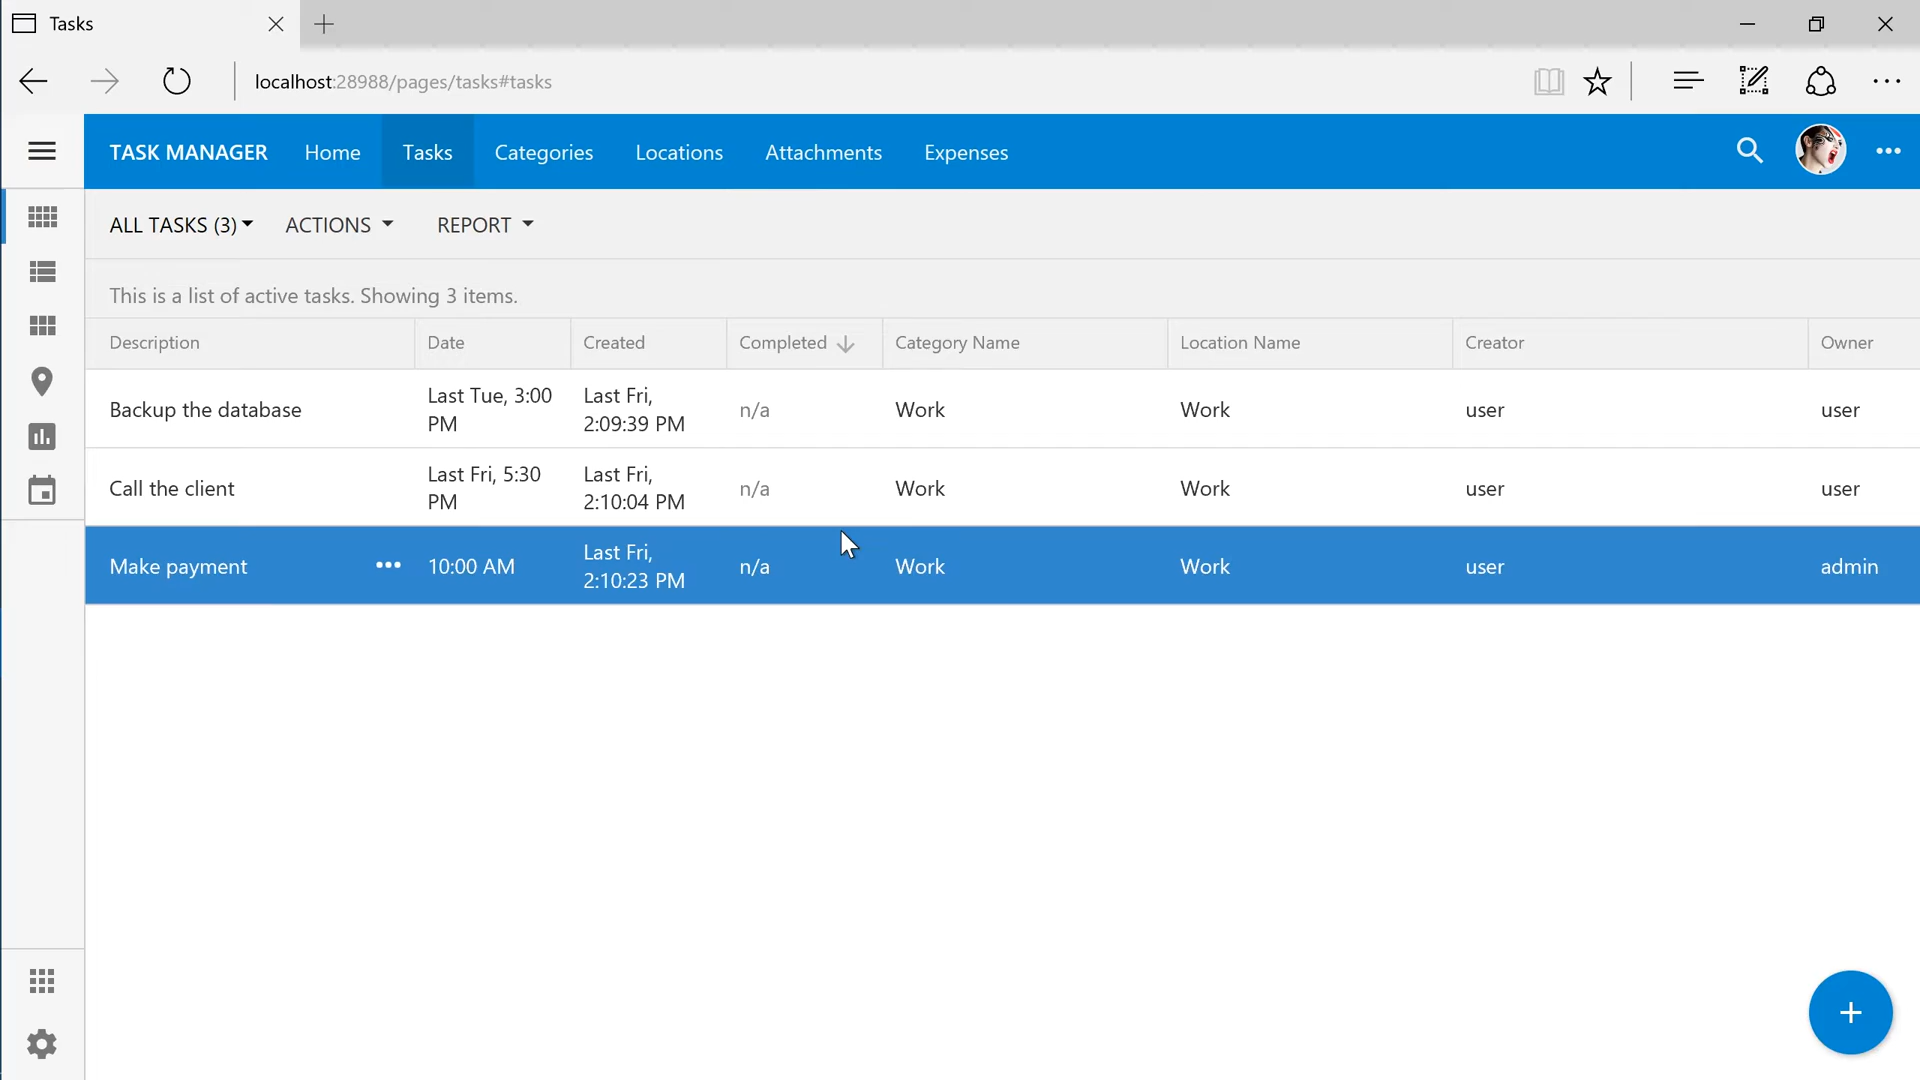 Tasks
localhost:28988/pages/tasks#tasks
TASK MANAGER Home Tasks Categories Locations Attachments Expenses
ALL TASKS (3) ACTIONS REPORT
This is a list of active tasks. Showing 3 items.
Description Date Created Completed Category Name Location Name Creator Owner
Backup the database Last Tue, 3:00 PM Last Fri, 2:09:39 PM n/a Work Work user user
Call the client Last Fri, 5:30 PM Last Fri, 2:10:04 PM n/a Work Work user user
Make payment 10:00 AM Last Fri, 2:10:23 PM n/a Work Work user admin